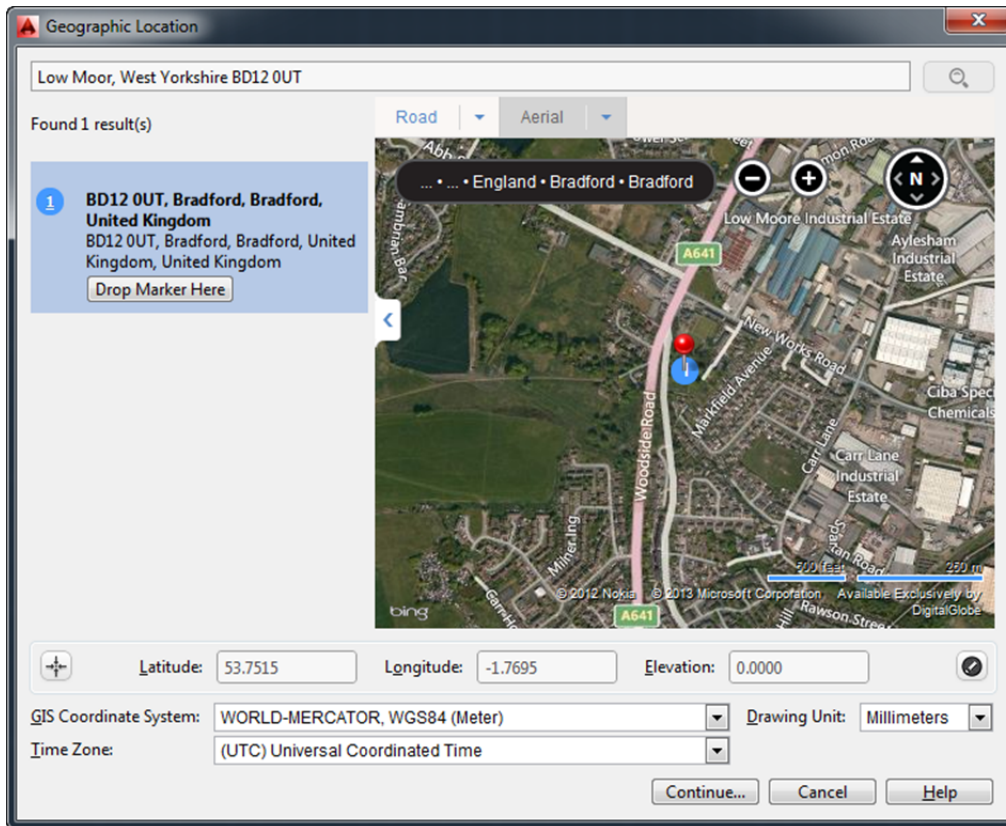 Geographic Location
Low Moor, West Yorkshire BD12 0UT
Found 1 result(s)
1
BD12 0UT, Bradford, Bradford,
United Kingdom
BD12 0UT, Bradford, Bradford, United
Kingdom, United Kingdom
Drop Marker Here
Road
Aerial
... • ... • England • Bradford • Bradford
N
Low Moore Industrial Estate
Aylesham
Industrial
Estate
A641
New Works Road
Markfield Avenue
Woodside Road
Ciba Speci
Chemicals
Carr Lane
Carr Lane
Industrial
Estate
Milner Ing
500 feet
250 m
© 2012 Nokia © 2013 Microsoft Corporation Available Exclusively by
DigitalGlobe
bing
A641
Rawson Street
Latitude:
53.7515
Longitude:
-1.7695
Elevation:
0.0000
GIS Coordinate System:
WORLD-MERCATOR, WGS84 (Meter)
Drawing Unit:
Millimeters
Time Zone:
(UTC) Universal Coordinated Time
Continue...
Cancel
Help